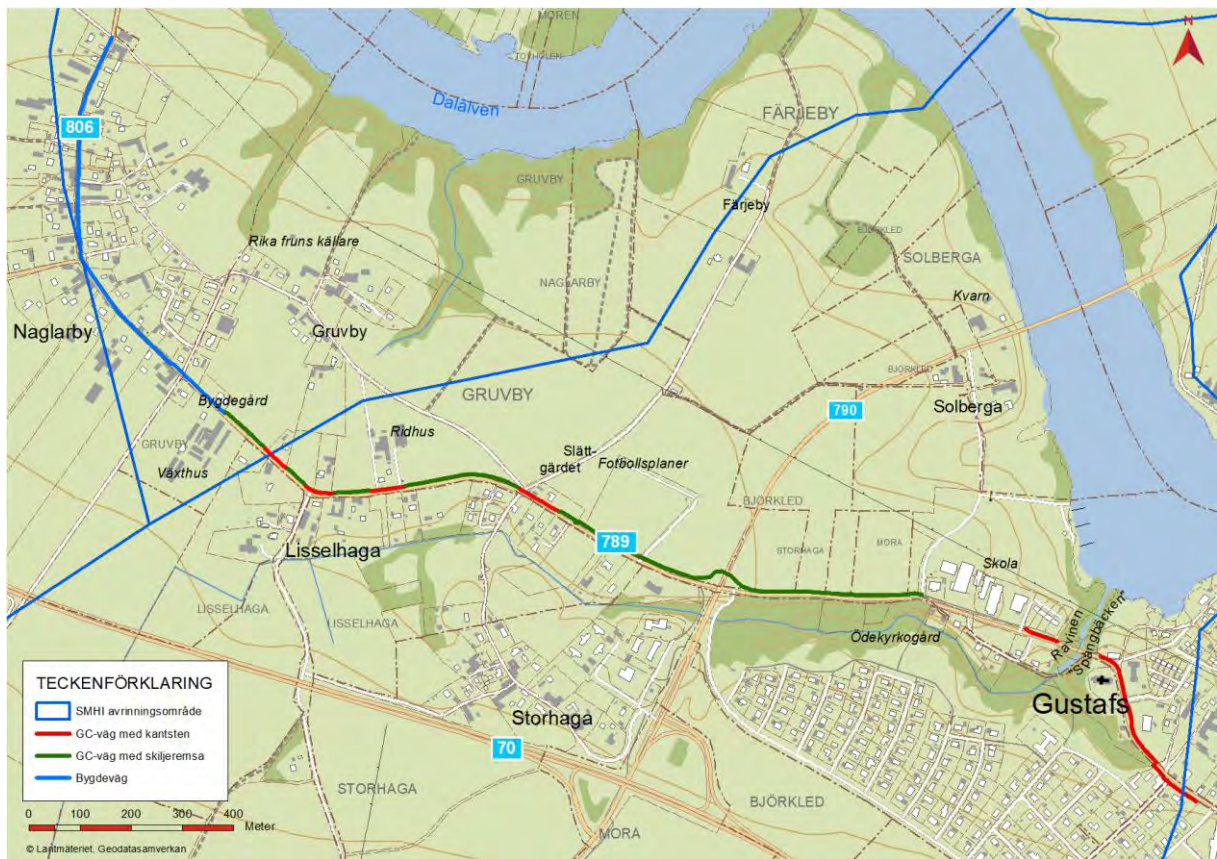 MOREN
N
Dalälven
FÄRJEBY
806
GRUVBY
Färjeby
Rika fruns källare
BJÖRKLED
SOLBERGA
NAGLARBY
Kvarn
Naglarby
Gruvby
BJÖRKLED
GRUVBY
Bygdegård
790
Solberga
Ridhus
GRUVBY
Slätt-
gärdet
Fotbollsplaner
Växthus
BJÖRKLED
Lisselhaga
789
STORHAGA
MORA
Skola
LISSELHAGA
LISSELHAGA
Ödekyrkogård
Ravinen
"Spångbäcken"
Gustafs
Storhaga
70
STORHAGA
BJÖRKLED
MORA
TECKENFÖRKLARING
SMHI avrinningsområde
GC-väg med kantsten
GC-väg med skiljeremsa
Bygdeväg
0 100 200 300 400
Meter
© Lantmäteriet, Geodatasamverkan